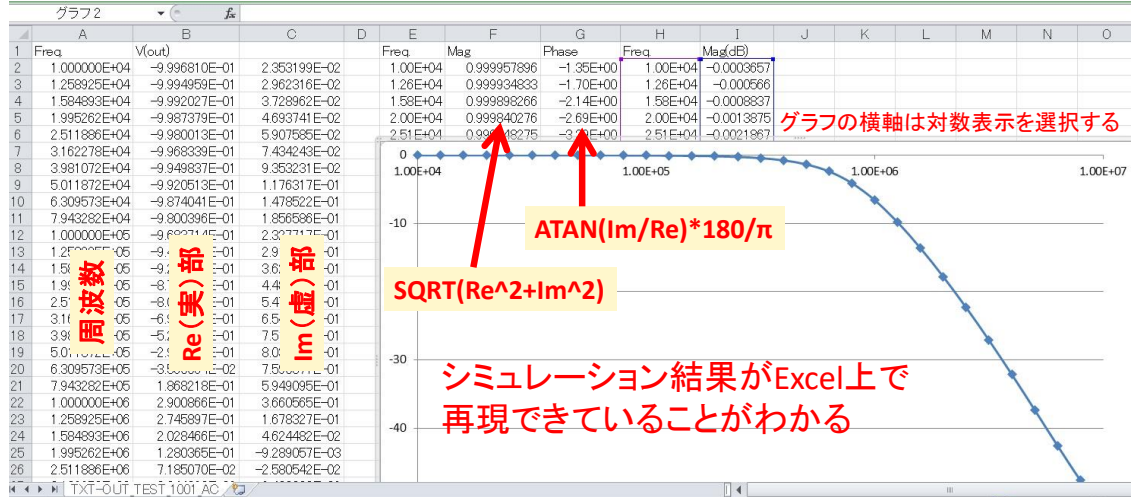 グラフ2 fx
A B C D E F G H I J K L M N O
1 Freq. V(out) Freq. Mag Phase Freq. Mag(dB)
2 1.000000E+04 -9.996810E-01 2.353199E-02 1.00E+04 0.999957896 -1.35E+00 1.00E+04 -0.0003657
3 1.258925E+04 -9.994959E-01 2.962316E-02 1.26E+04 0.999934833 -1.70E+00 1.26E+04 -0.000566
4 1.584893E+04 -9.992027E-01 3.728962E-02 1.58E+04 0.999898266 -2.14E+00 1.58E+04 -0.0008837
5 1.995262E+04 -9.987379E-01 4.693741E-02 2.00E+04 0.999840276 -2.69E+00 2.00E+04 -0.0013875
グラフの横軸は対数表示を選択する
6 2.511886E+04 -9.980013E-01 5.907585E-02 2.51E+04 2.51E+04 -0.0021867
7 3.162278E+04 -9.968339E-01 7.434243E-02
8 3.981072E+04 -9.949837E-01 9.353231E-02
9 5.011872E+04 -9.920513E-01 1.176317E-01
10 6.309573E+04 -9.874041E-01 1.478522E-01
11 7.943282E+04 -9.800396E-01 1.856586E-01
12 1.000000E+05
13
14
15
16
17
18
19
20 6.309573E+05
21 7.943282E+05 1.868218E-01 5.949095E-01
22 1.000000E+06 2.900866E-01 3.660565E-01
23 1.258925E+06 2.745897E-01 1.678327E-01
24 1.584893E+06 2.028466E-01 4.624482E-02
25 1.995262E+06 1.280365E-01 -9.289057E-03
26 2.511886E+06 7.185070E-02 -2.580542E-02
周波数
Re(実)部
Im(虚)部
0
1.00E+04 1.00E+05 1.00E+06 1.00E+07
-10
ATAN(Im/Re)*180/π
SQRT(Re^2+Im^2)
-30
シミュレーション結果がExcel上で
再現できていることがわかる
-40
TXT-OUT_TEST_1001_AC